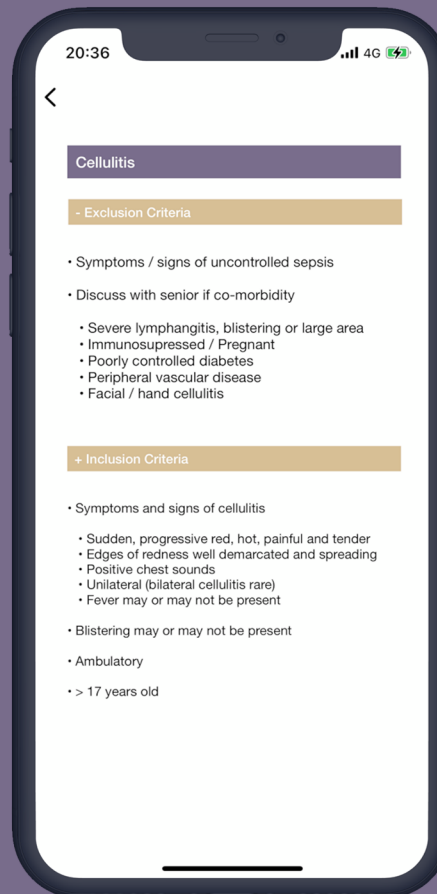 20:36
4G
Cellulitis
- Exclusion Criteria
• Symptoms / signs of uncontrolled sepsis
• Discuss with senior if co-morbidity
• Severe lymphangitis, blistering or large area
• Immunosupressed / Pregnant
• Poorly controlled diabetes
• Peripheral vascular disease
• Facial / hand cellulitis
+ Inclusion Criteria
• Symptoms and signs of cellulitis
• Sudden, progressive red, hot, painful and tender
• Edges of redness well demarcated and spreading
• Positive chest sounds
• Unilateral (bilateral cellulitis rare)
• Fever may or may not be present
• Blistering may or may not be present
• Ambulatory
• > 17 years old